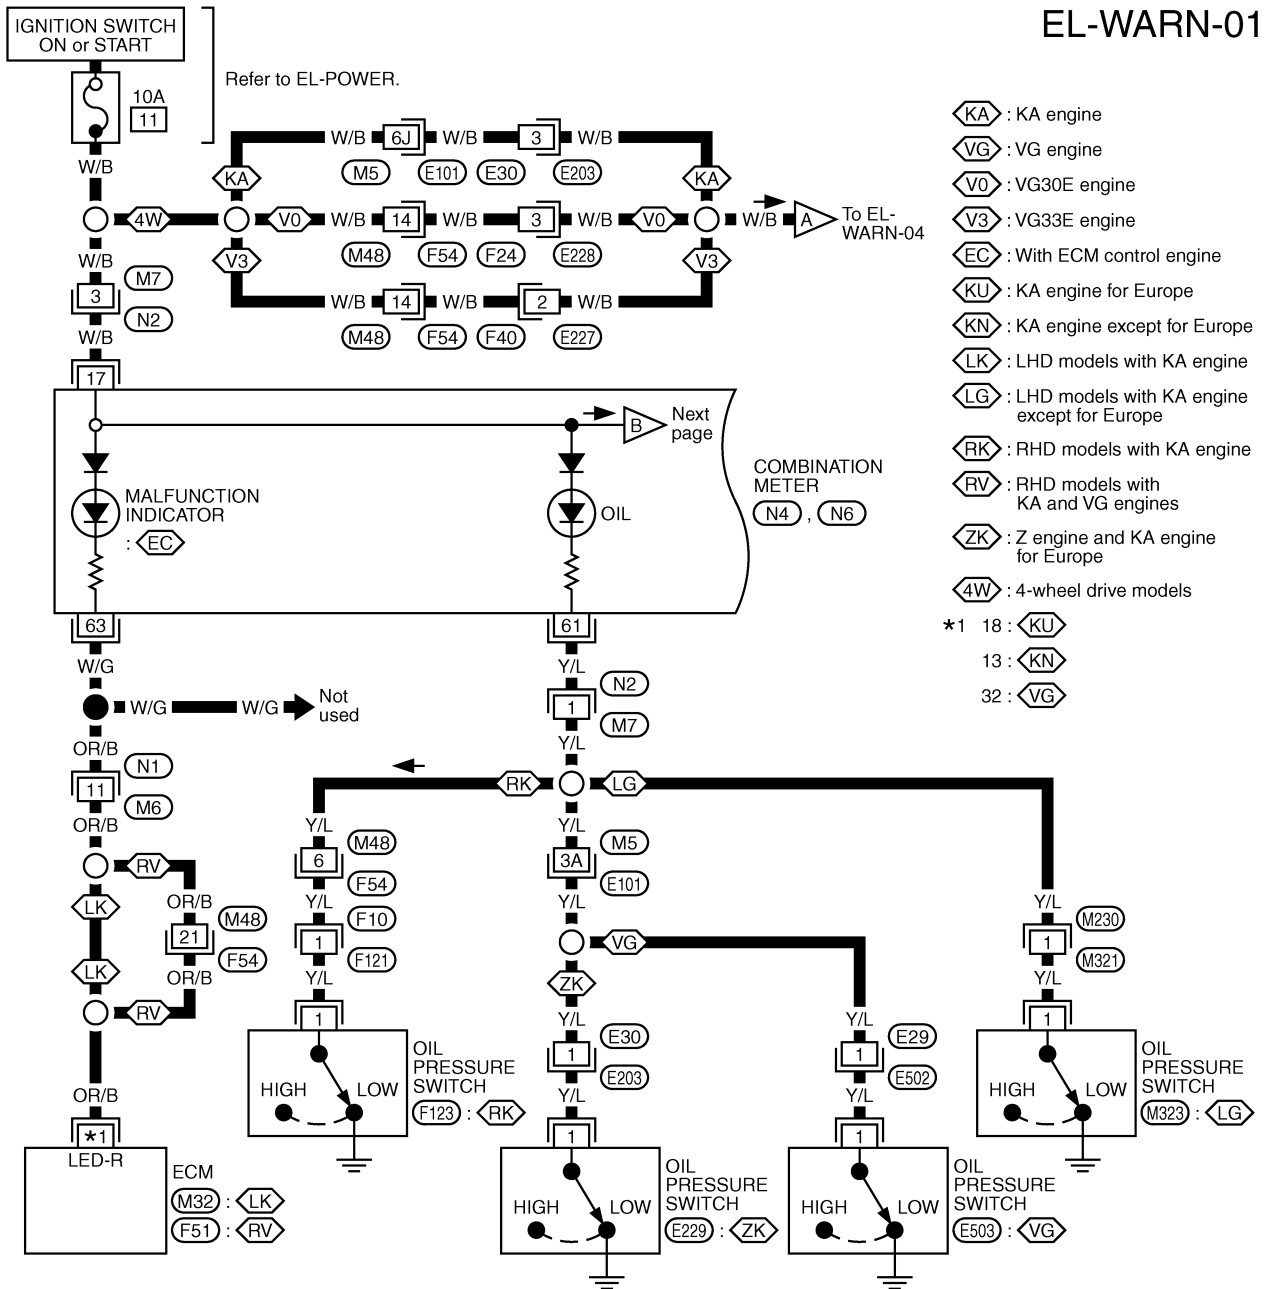 EL-WARN-01
IGNITION SWITCH
ON or START
10A
11
Refer to EL-POWER.
W/B
W/B 6J W/B 3 W/B
M5 E101 E30 E203
KA KA
4W V0 W/B 14 W/B 3 W/B V0 W/B A To EL-
WARN-04
M48 F54 F24 E228
V3 V3
W/B 14 W/B 2 W/B
M48 F54 F40 E227
W/B
M7
3
N2
W/B
17
KA : KA engine
VG : VG engine
V0 : VG30E engine
V3 : VG33E engine
EC : With ECM control engine
KU : KA engine for Europe
KN : KA engine except for Europe
LK : LHD models with KA engine
LG : LHD models with KA engine
except for Europe
RK : RHD models with KA engine
RV : RHD models with
KA and VG engines
ZK : Z engine and KA engine
for Europe
4W : 4-wheel drive models
*1 18 : KU
13 : KN
32 : VG
B Next
page
MALFUNCTION
INDICATOR
: EC
OIL
COMBINATION
METER
N4 , N6
63
61
W/G
W/G W/G Not
used
OR/B
N1
11
M6
OR/B
RV
LK
OR/B
M48
21
F54
LK
OR/B
RV
OR/B
*1
LED-R
ECM
M32 : LK
F51 : RV
Y/L
N2
1
M7
Y/L
RK LG
Y/L
M48
6
F54
Y/L
F10
1
F121
Y/L
1
HIGH LOW
OIL
PRESSURE
SWITCH
F123 : RK
Y/L
M5
3A
E101
Y/L
VG
ZK
Y/L
E30
1
E203
Y/L
1
HIGH LOW
OIL
PRESSURE
SWITCH
E229 : ZK
Y/L
E29
1
E502
Y/L
1
HIGH LOW
OIL
PRESSURE
SWITCH
E503 : VG
Y/L
M230
1
M321
Y/L
1
HIGH LOW
OIL
PRESSURE
SWITCH
M323 : LG